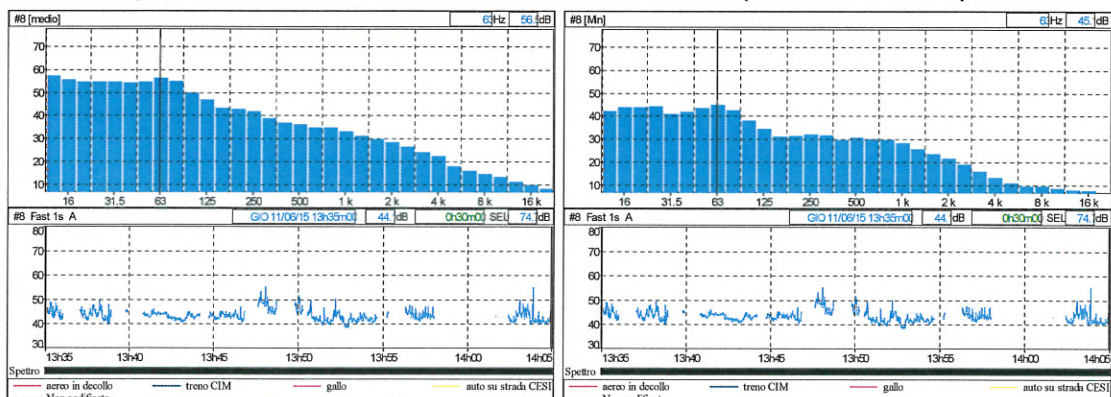 #8 [medio] 63 Hz 56. dB
70
60
50
40
30
20
10
16 31.5 63 125 250 500 1 k 2 k 4 k 8 k 16 k
#8 Fast 1s A GIO 11/06/15 13h35m00 44. dB 0h30m00 SEL 74. dB
80
70
60
50
40
30
13h35 13h40 13h45 13h50 13h55 14h00 14h05
Spettro
aereo in decollo treno CIM gallo auto su strada CESI
#8 [Min] 63 Hz 45. dB
70
60
50
40
30
20
10
16 31.5 63 125 250 500 1 k 2 k 4 k 8 k 16 k
#8 Fast 1s A GIO 11/06/15 13h35m00 44. dB 0h30m00 SEL 74. dB
80
70
60
50
40
30
13h35 13h40 13h45 13h50 13h55 14h00 14h05
Spettro
aereo in decollo treno CIM gallo auto su strada CESI